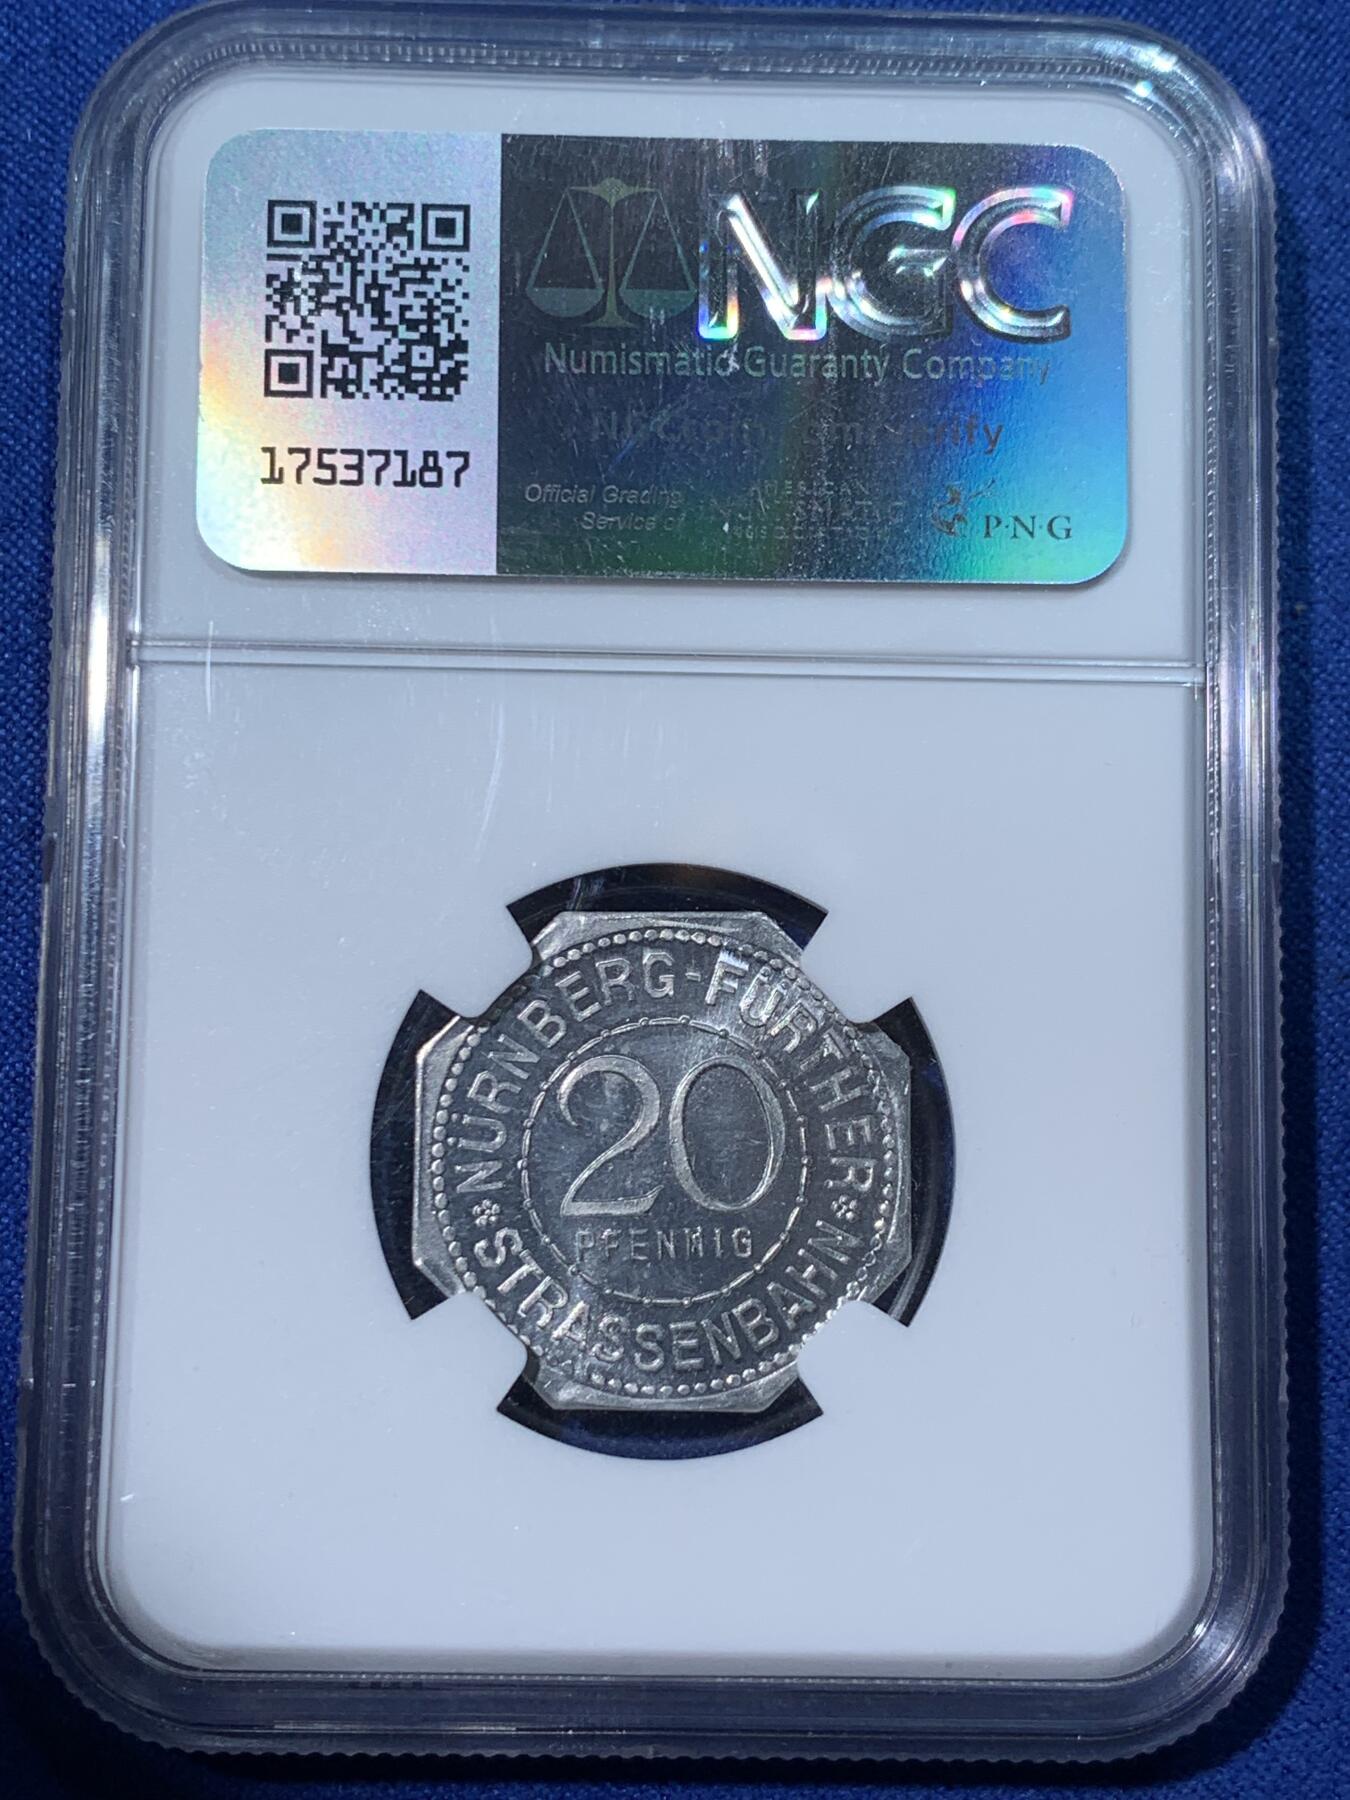 NGC
Numismatic Guaranty Company
17537187
Official Grading
Service of
P·N·G
NÜRNBERG-FÜRTHER
20
PFENNIG
STRASSENBAHN